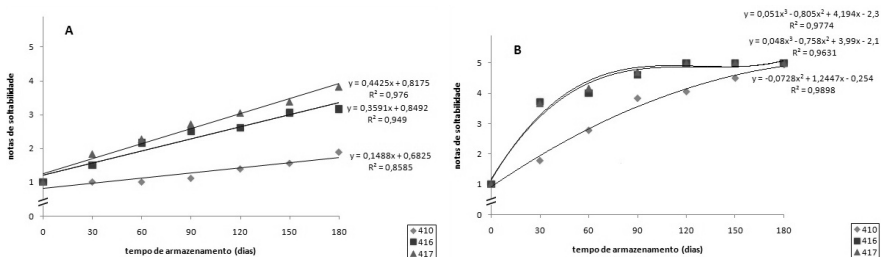 A
notas de soltabilidade
5
4
3
2
1
0
0 30 60 90 120 150 180
tempo de armazenamento (dias)
y = 0,4425x + 0,8175
R² = 0,976
y = 0,3591x + 0,8492
R² = 0,949
y = 0,1488x + 0,6825
R² = 0,8585
410
416
417
B
notas de soltabilidade
6
5
4
3
2
1
0
0 30 60 90 120 150 180
tempo de armazenamento (dias)
y = 0,051x³ - 0,805x² + 4,194x - 2,3
R² = 0,9774
y = 0,048x³ - 0,758x² + 3,99x - 2,1
R² = 0,9631
y = -0,0728x² + 1,2447x - 0,254
R² = 0,9898
410
416
417